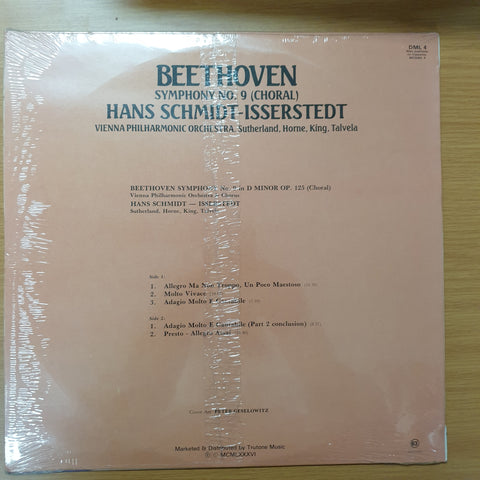 DML 4
BEETHOVEN
SYMPHONY NO. 9 (CHORAL)
HANS SCHMIDT-ISSERSTEDT
VIENNA PHILHARMONIC ORCHESTRA, Sutherland, Horne, King, Talvela
BEETHOVEN SYMPHONY No. 9 in D MINOR OP. 125 (Choral)
Vienna Philharmonic Orchestra Chorus
HANS SCHMIDT — ISSERSTEDT
Sutherland, Horne, King, Talvela
Side 1:
1. Allegro Ma Non Troppo, Un Poco Maestoso
2. Molto Vivace
3. Adagio Molto E Cantabile
Side 2:
1. Adagio Molto E Cantabile (Part 2 conclusion)
2. Presto - Allegro Assai
Cover Art: PETER GESELOWITZ
Marketed & Distributed by Trutone Music
Ⓟ © MCMLXXXVI